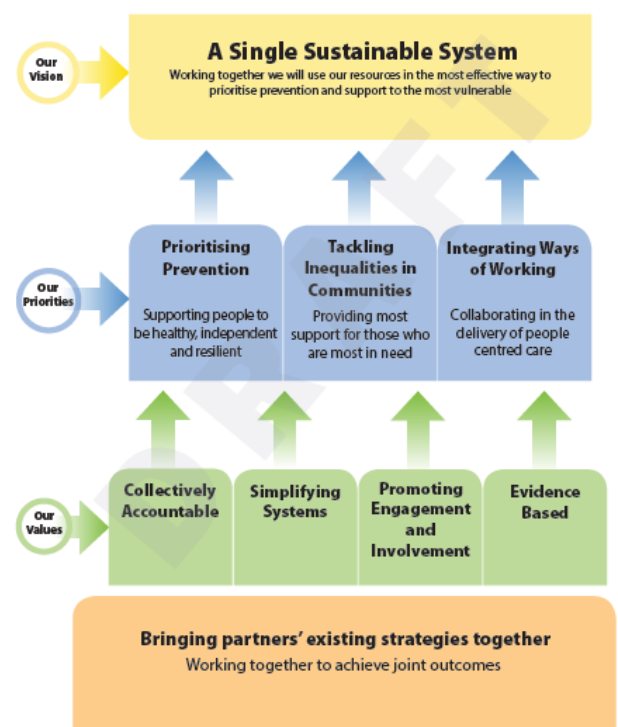 Our
Vision
A Single Sustainable System
Working together we will use our resources in the most effective way to
prioritise prevention and support to the most vulnerable
Our
Priorities
Prioritising
Prevention
Supporting people to
be healthy, independent
and resilient
Tackling
Inequalities in
Communities
Providing most
support for those who
are most in need
Integrating Ways
of Working
Collaborating in the
delivery of people
centred care
Our
Values
Collectively
Accountable
Simplifying
Systems
Promoting
Engagement
and
Involvement
Evidence
Based
Bringing partners’ existing strategies together
Working together to achieve joint outcomes
DRAFT